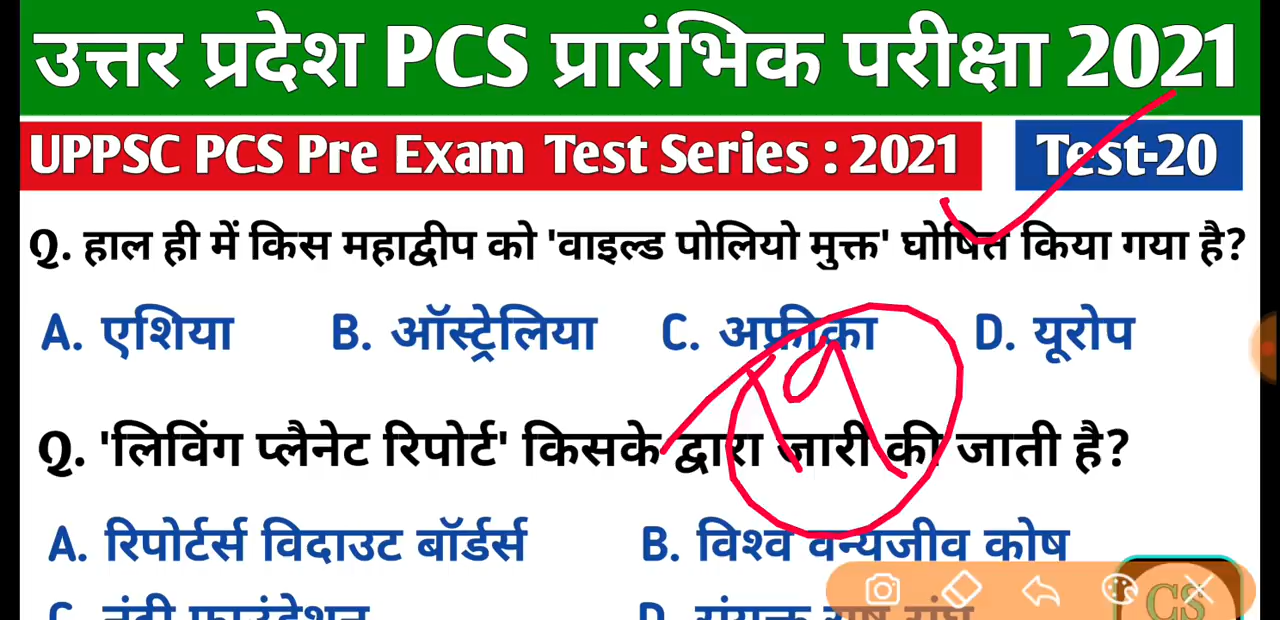 उत्तर प्रदेश PCS प्रारंभिक परीक्षा 2021
UPPSC PCS Pre Exam Test Series : 2021 Test-20
Q. हाल ही में किस महाद्वीप को 'वाइल्ड पोलियो मुक्त' घोषित किया गया है?
A. एशिया B. ऑस्ट्रेलिया C. अफ्रीका D. यूरोप
Q. 'लिविंग प्लैनेट रिपोर्ट' किसके द्वारा जारी की जाती है?
A. रिपोर्टर्स विदाउट बॉर्डर्स B. विश्व वन्यजीव कोष
CS